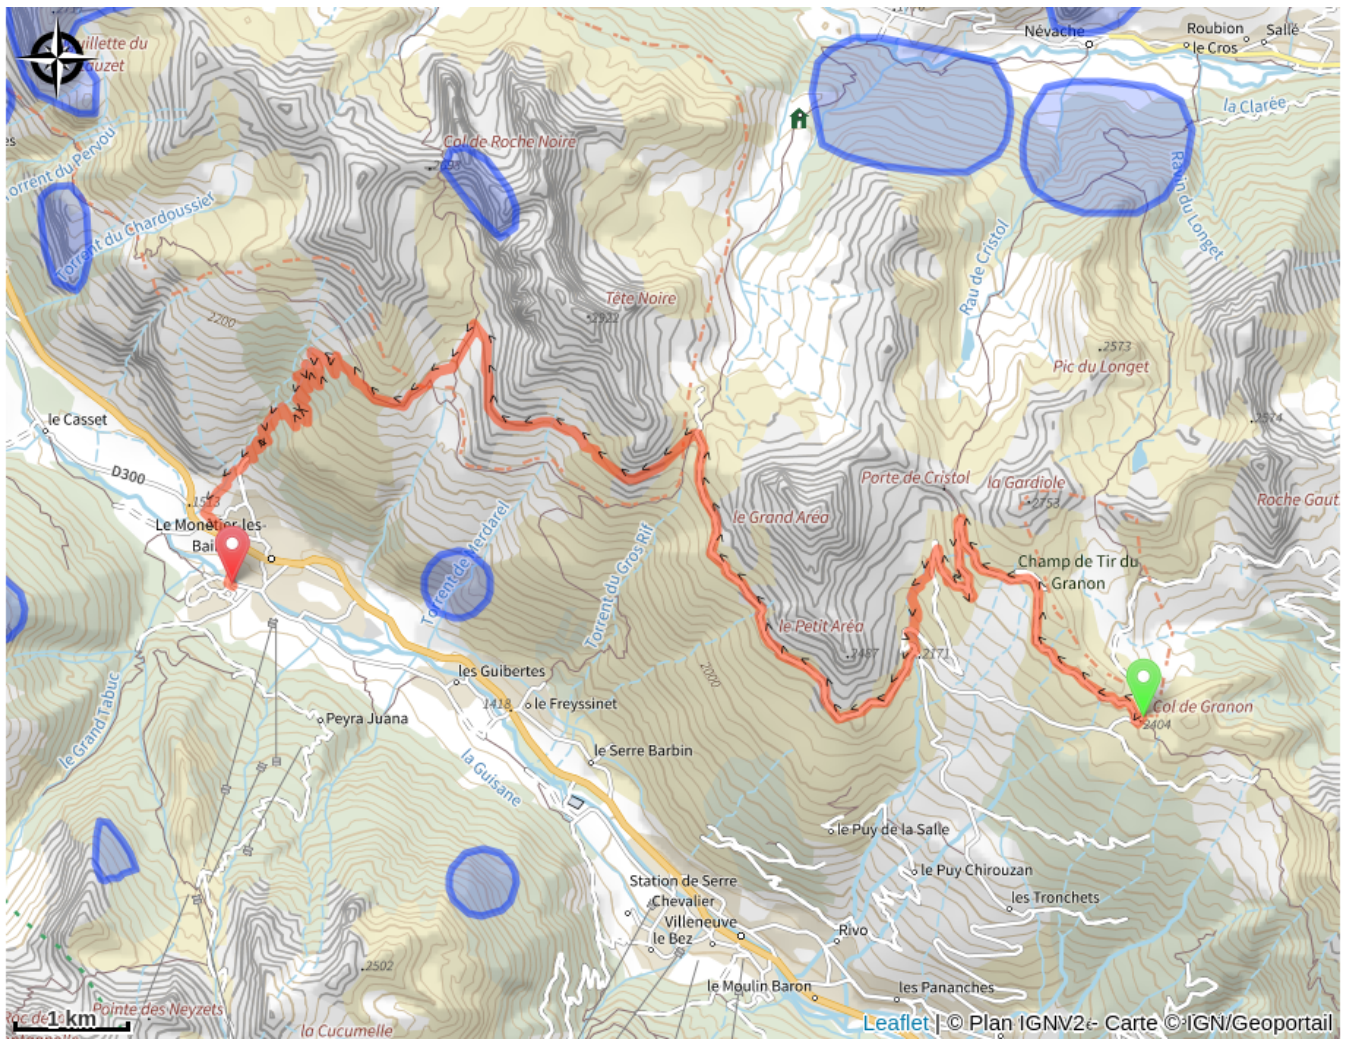 Névache
Roubion
Sallé
le Cros
la Clarée
Torrent du Pervou
Col de Roche Noire
Torrent du Chardoussier
Ravin du Longet
Rau de Cristol
2200
Tête Noire
2922
2573
Pic du Longet
le Casset
2574
D300
Porte de Cristol
la Gardiole
2753
Roche Gaut
1513
le Grand Aréa
Le Monêtier-les-
Bai
Torrent de Merdarel
Torrent du Gros Rif
Champ de Tir du
Granon
le Petit Aréa
2487
2171
2000
les Guibertes
1418
le Freyssinet
Col de Granon
2404
le Grand Tabuc
Peyra Juana
le Serre Barbin
la Guisane
le Puy de la Salle
le Puy Chirouzan
Station de Serre
Chevalier
les Tronchets
Villeneuve
le Bez
Rivo
2502
le Moulin Baron
les Pananches
Pointe des Neyzets
la Cucumelle
1 km
Leaflet | © Plan IGNV2 - Carte © IGN/Geoportail